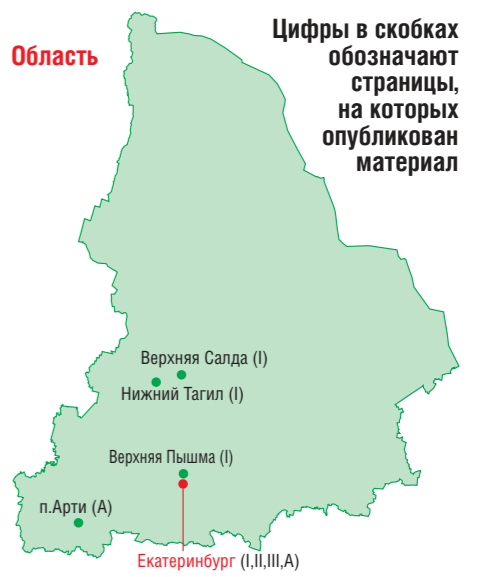 Область
Цифры в скобках
обозначают
страницы,
на которых
опубликован
материал
Верхняя Салда (I)
Нижний Тагил (I)
Верхняя Пышма (I)
п.Арти (А)
Екатеринбург (I,II,III,А)